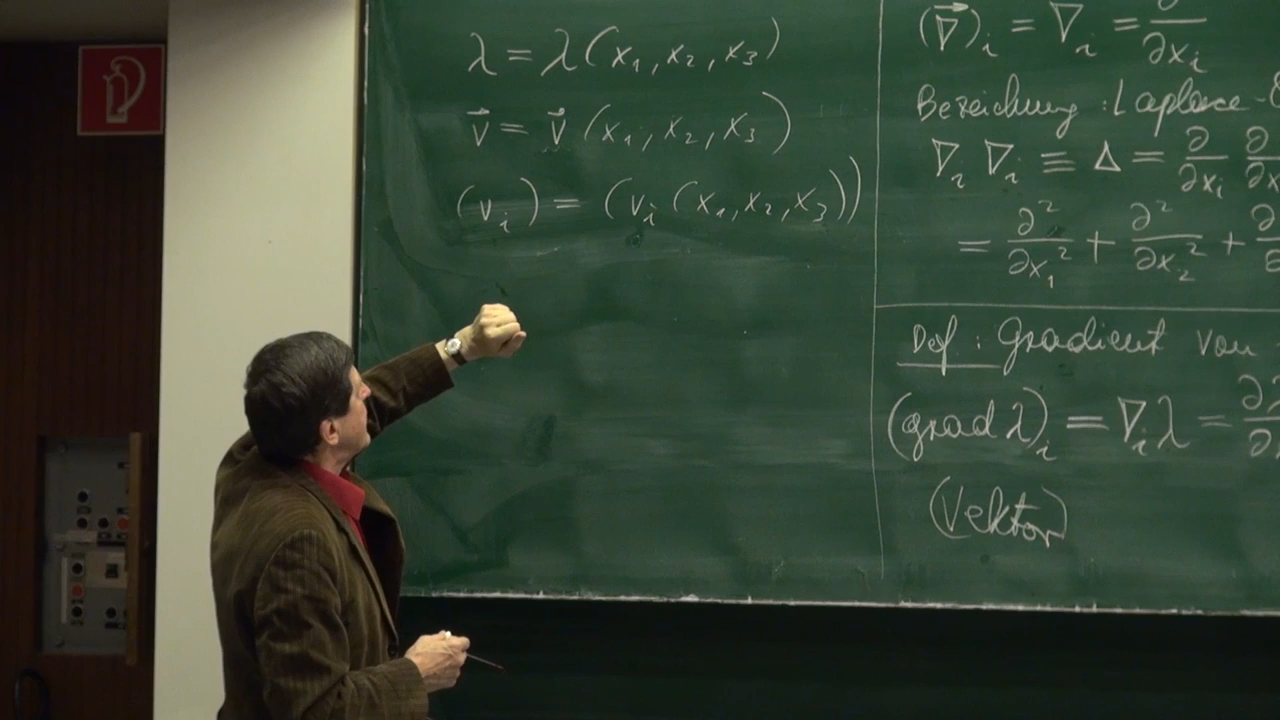 λ = λ(x₁, x₂, x₃)
v⃗ = v⃗ (x₁, x₂, x₃)
(vᵢ) = (vᵢ(x₁, x₂, x₃))
(∇⃗)ᵢ = ∇ᵢ = ∂/∂xᵢ
Bezeichnung : Laplace-
∇ᵢ ∇ᵢ ≡ Δ = ∂/∂xᵢ ∂/∂x
= ∂²/∂x₁² + ∂²/∂x₂² + ∂/∂
Def. : Gradient von
(grad λ)ᵢ = ∇ᵢ λ = ∂λ/∂
(Vektor)